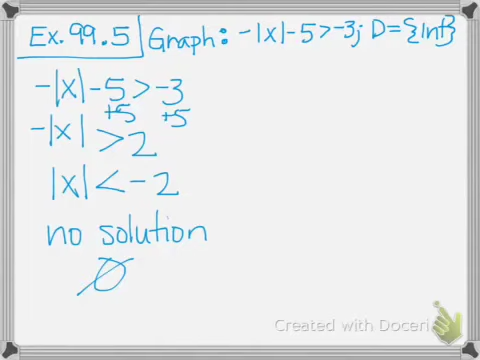 Ex. 99.5 Graph: -|x|-5>-3; D={Int}
-|x|-5>-3
+5 +5
-|x| >2
|x|<-2
no solution
∅
Created with Doceri